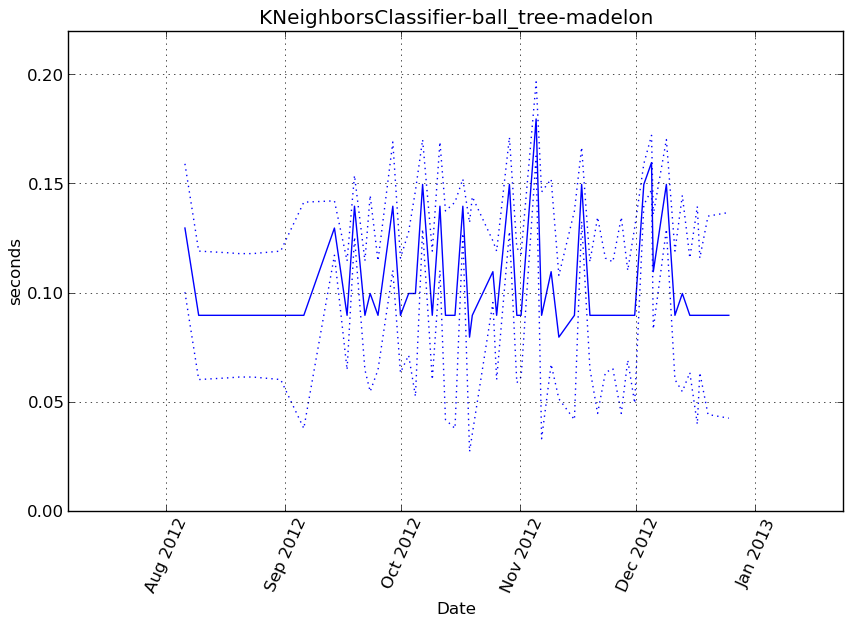 KNeighborsClassifier-ball_tree-madelon
0.20
0.15
0.10
0.05
0.00
seconds
Aug 2012
Sep 2012
Oct 2012
Nov 2012
Dec 2012
Jan 2013
Date